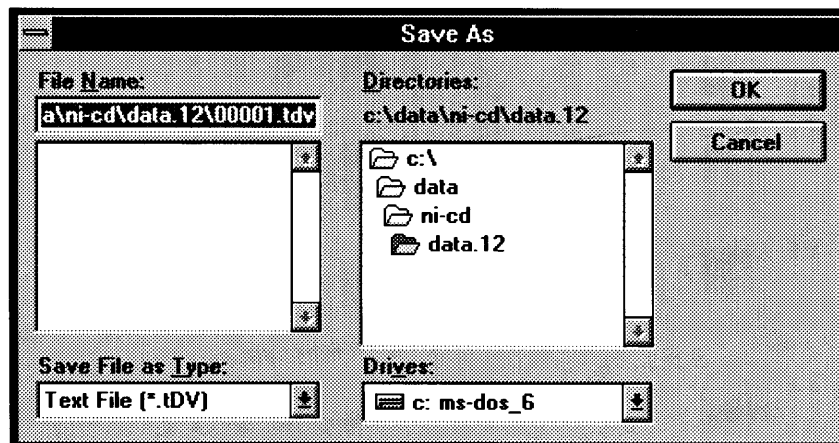 Save As
File Name:
a\ni-cd\data.12\00001.tdv
Directories:
c:\data\ni-cd\data.12
c:\
data
ni-cd
data.12
OK
Cancel
Save File as Type:
Text File (*.tDV)
Drives:
c: ms-dos_6